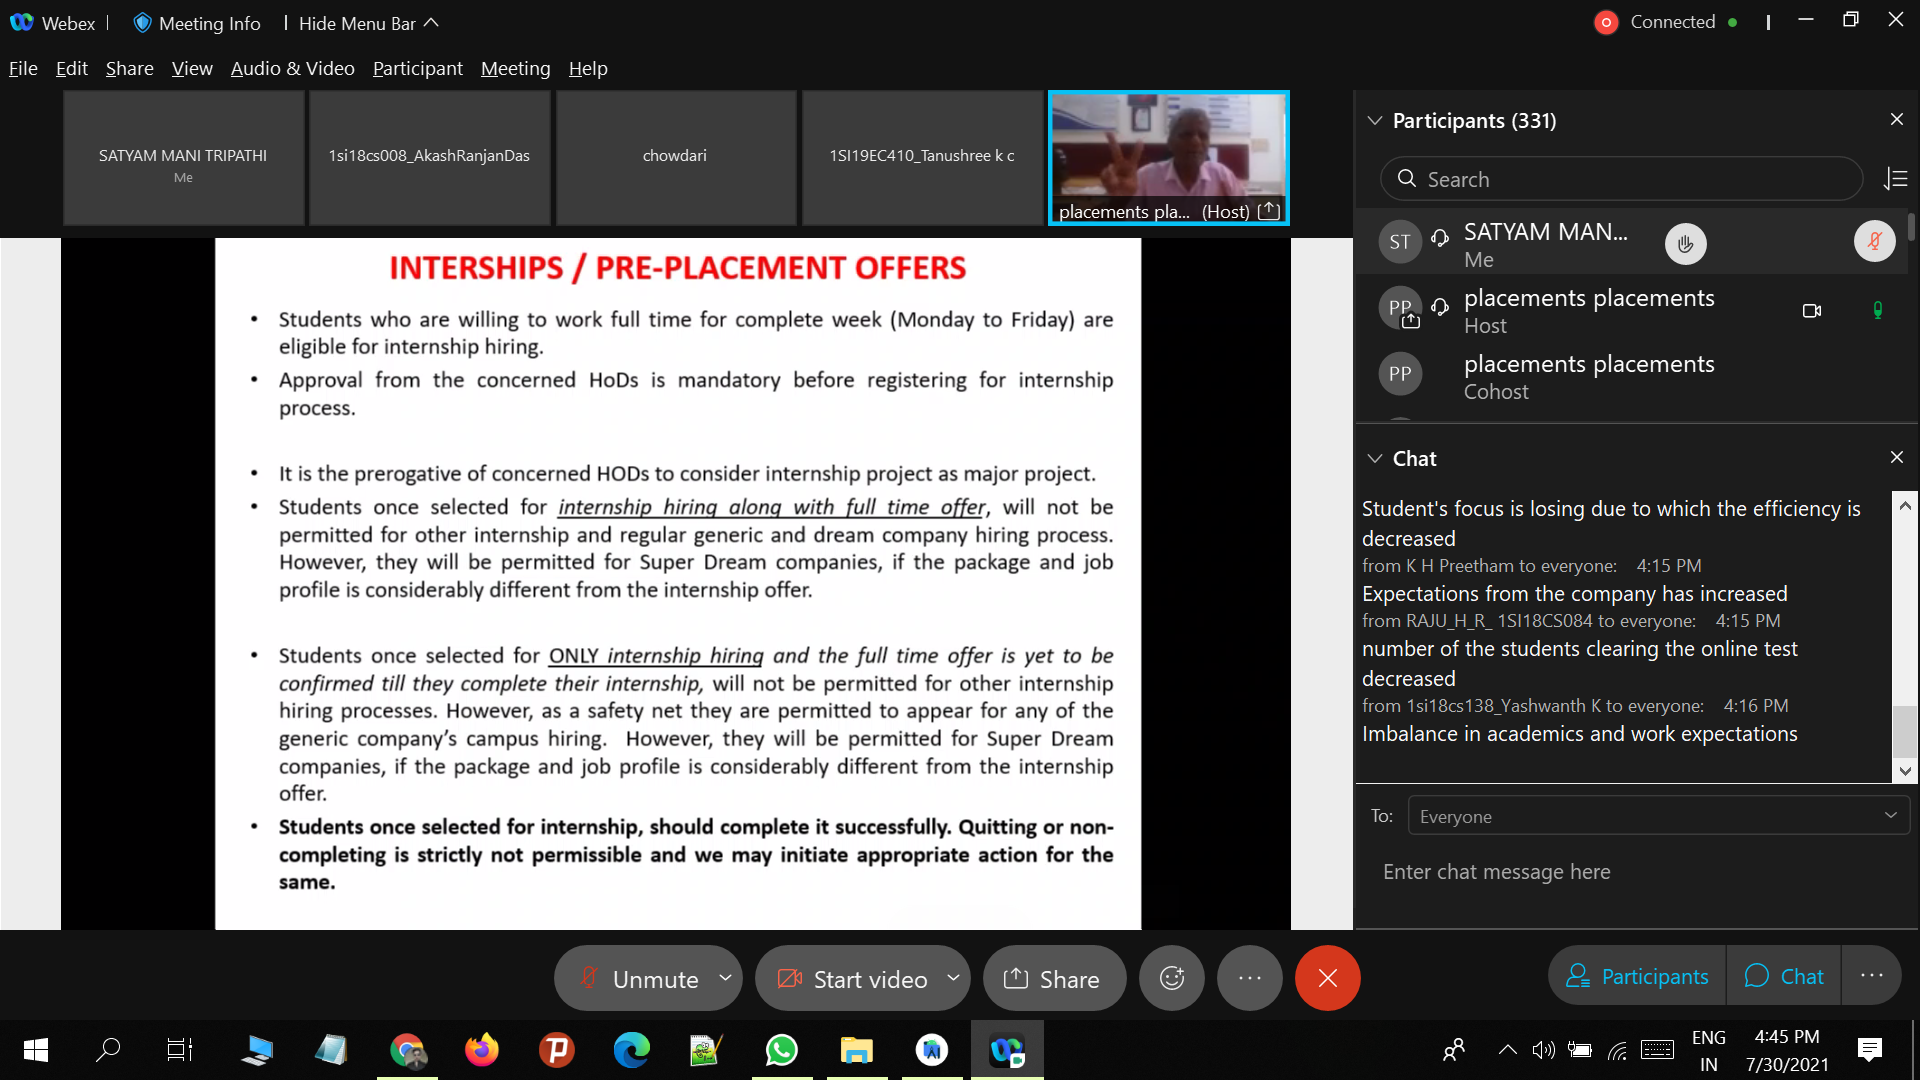 Webex
Meeting Info
Hide Menu Bar
Connected
File Edit Share View Audio & Video Participant Meeting Help
SATYAM MANI TRIPATHI
Me
1si18cs008_AkashRanjanDas
chowdari
1SI19EC410_Tanushree k c
placements pla... (Host)
INTERSHIPS / PRE-PLACEMENT OFFERS
• Students who are willing to work full time for complete week (Monday to Friday) are
eligible for internship hiring.
• Approval from the concerned HoDs is mandatory before registering for internship
process.
• It is the prerogative of concerned HODs to consider internship project as major project.
• Students once selected for internship hiring along with full time offer, will not be
permitted for other internship and regular generic and dream company hiring process.
However, they will be permitted for Super Dream companies, if the package and job
profile is considerably different from the internship offer.
• Students once selected for ONLY internship hiring and the full time offer is yet to be
confirmed till they complete their internship, will not be permitted for other internship
hiring processes. However, as a safety net they are permitted to appear for any of the
generic company's campus hiring. However, they will be permitted for Super Dream
companies, if the package and job profile is considerably different from the internship
offer.
• Students once selected for internship, should complete it successfully. Quitting or non-
completing is strictly not permissible and we may initiate appropriate action for the
same.
Participants (331)
Search
ST
SATYAM MAN...
Me
PP
placements placements
Host
PP
placements placements
Cohost
Chat
Student's focus is losing due to which the efficiency is
decreased
from K H Preetham to everyone: 4:15 PM
Expectations from the company has increased
from RAJU_H_R_ 1SI18CS084 to everyone: 4:15 PM
number of the students clearing the online test
decreased
from 1si18cs138_Yashwanth K to everyone: 4:16 PM
Imbalance in academics and work expectations
To: Everyone
Enter chat message here
Unmute
Start video
Share
Participants
Chat
ENG
IN
4:45 PM
7/30/2021